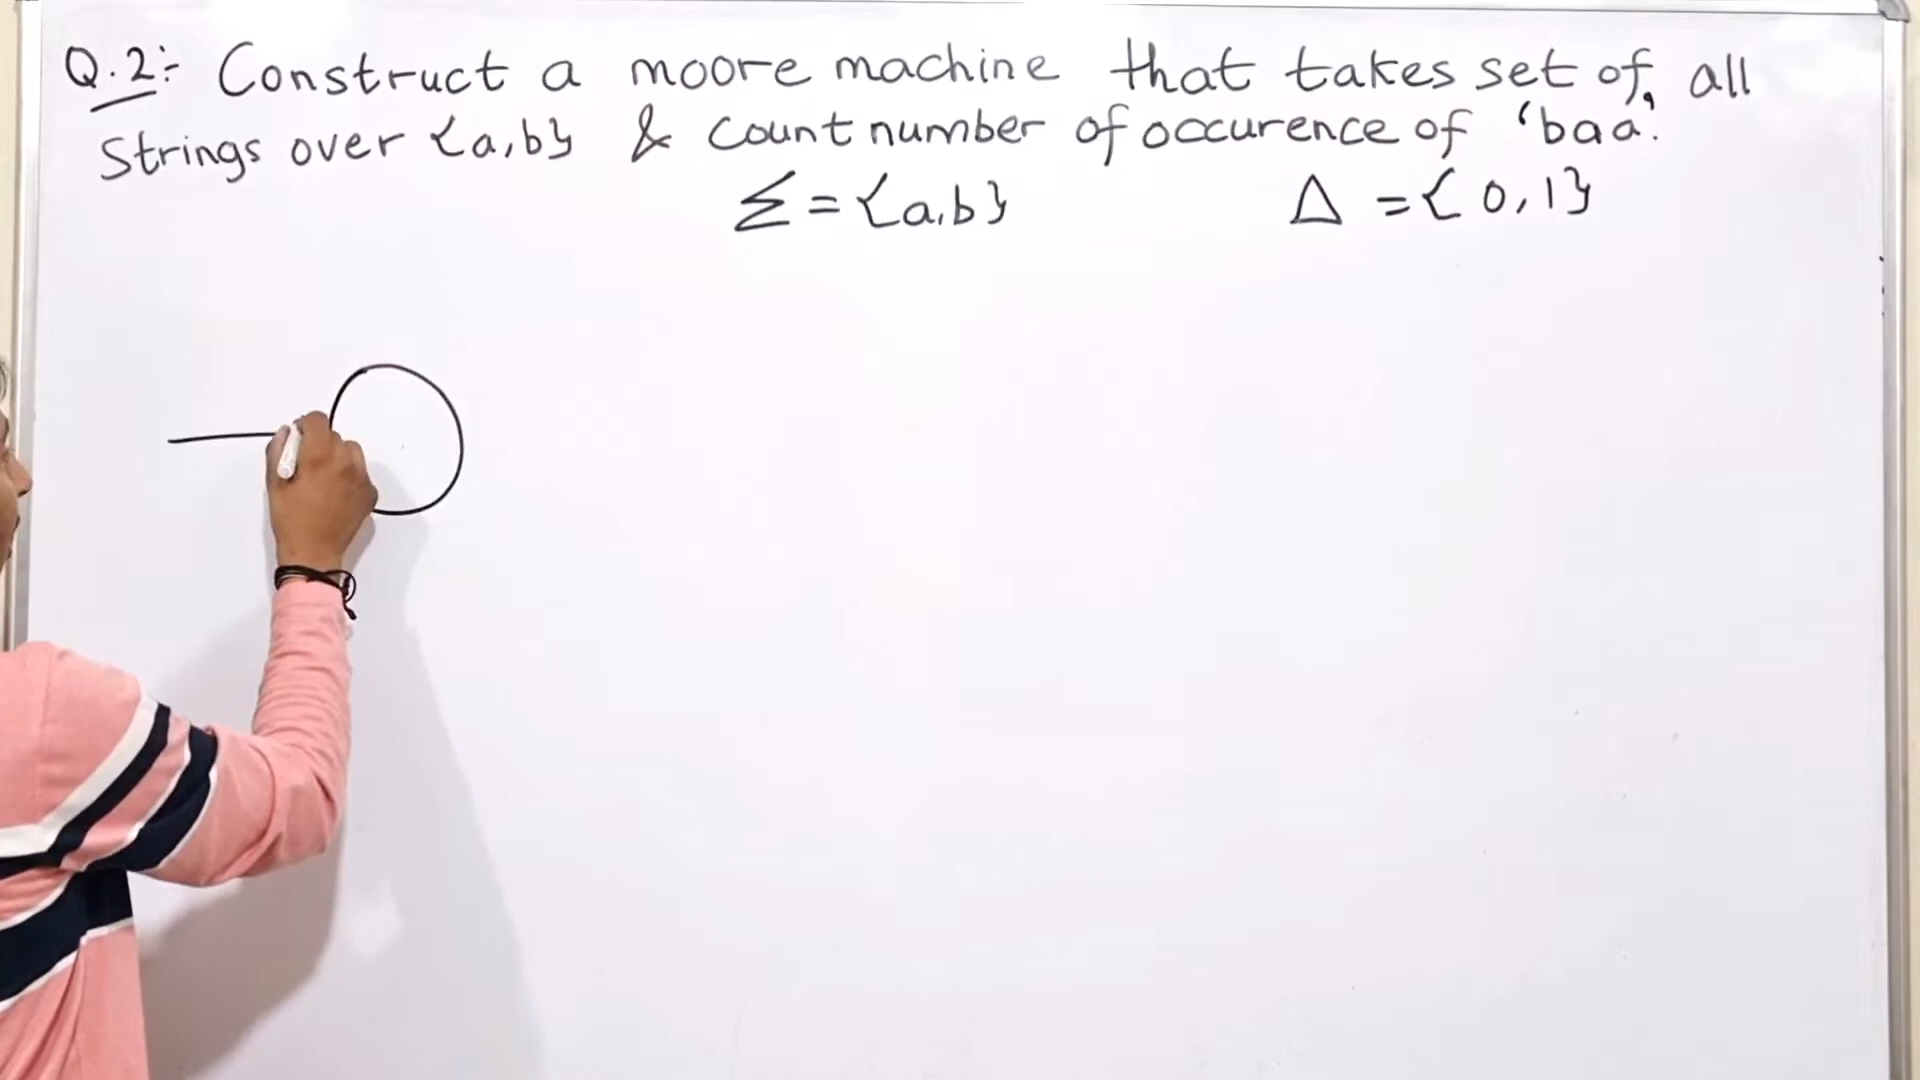 Q.2:- Construct a moore machine that takes set of all
Strings over {a,b} & count number of occurence of 'baa'.
Σ = {a,b} Δ = {0,1}